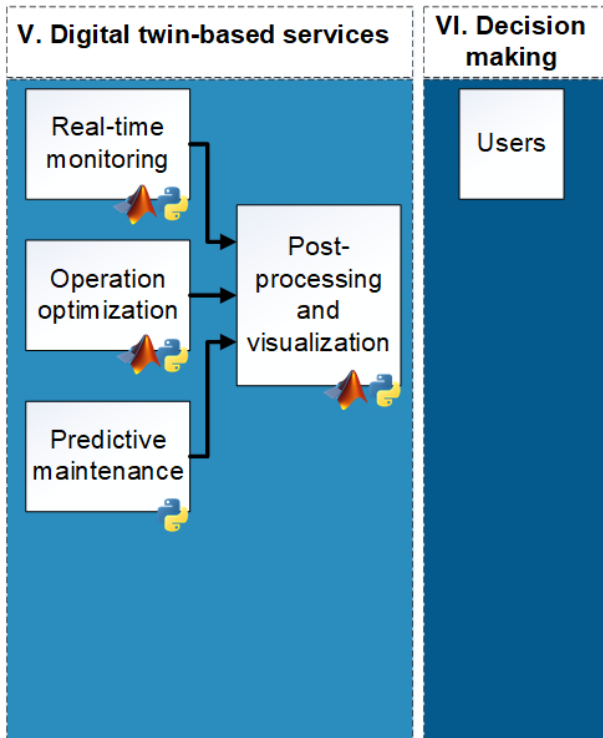 V. Digital twin-based services
VI. Decision
making
Real-time
monitoring
Operation
optimization
Predictive
maintenance
Post-
processing
and
visualization
Users